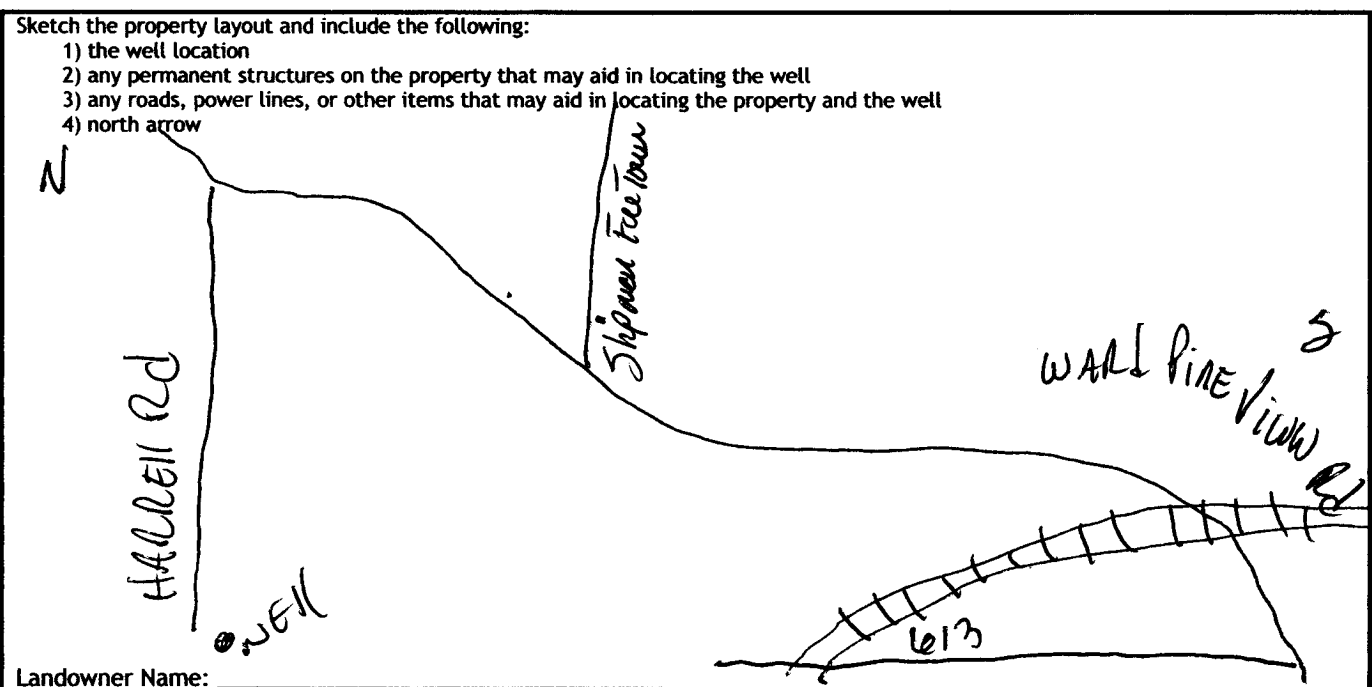 Sketch the property layout and include the following:
1) the well location
2) any permanent structures on the property that may aid in locating the well
3) any roads, power lines, or other items that may aid in locating the property and the well
4) north arrow
N
HARRELL Rd
WELL
Tower
S
WARD PINE VIEW Rd
613
Landowner Name: